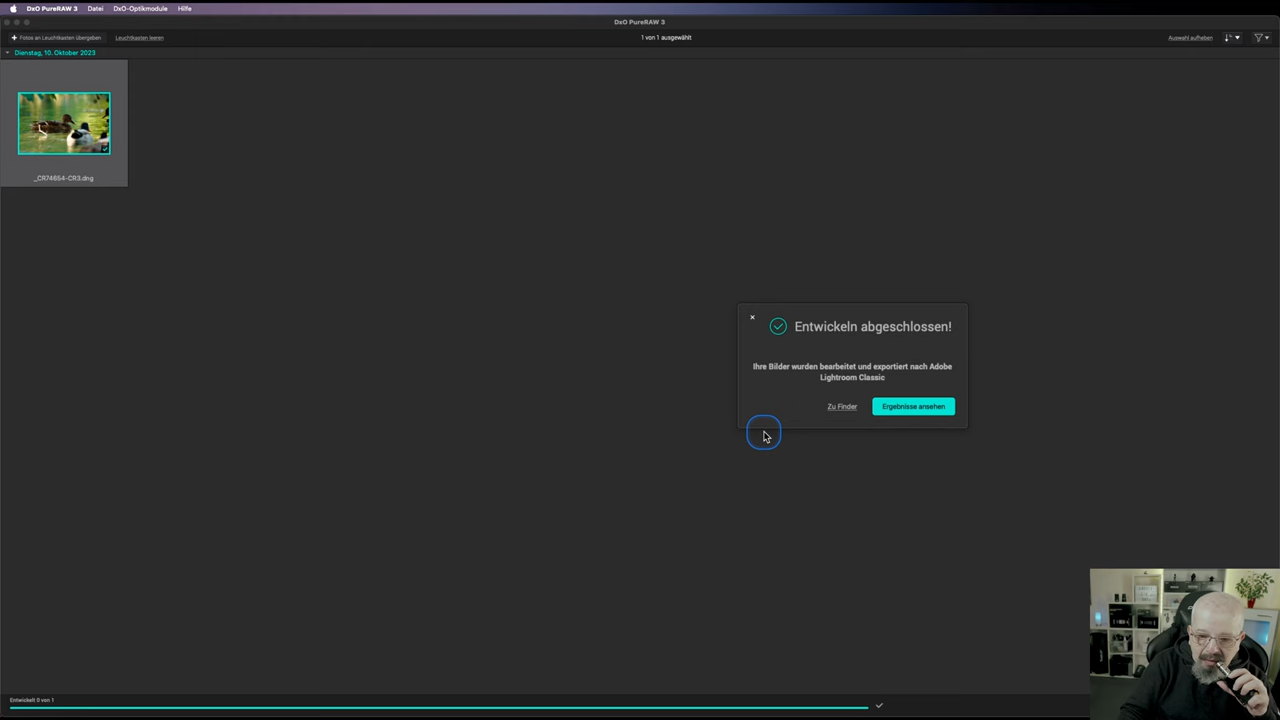 DxO PureRAW 3 Datei DxO-Optikmodule Hilfe
DxO PureRAW 3
Fotos an Leuchtkasten übergeben Leuchtkasten leeren 1 von 1 ausgewählt Auswahl aufheben
Dienstag, 10. Oktober 2023
_CR74654-CR3.dng
Entwickeln abgeschlossen!
Ihre Bilder wurden bearbeitet und exportiert nach Adobe
Lightroom Classic
Zu Finder Ergebnisse ansehen
Entwickelt 0 von 1